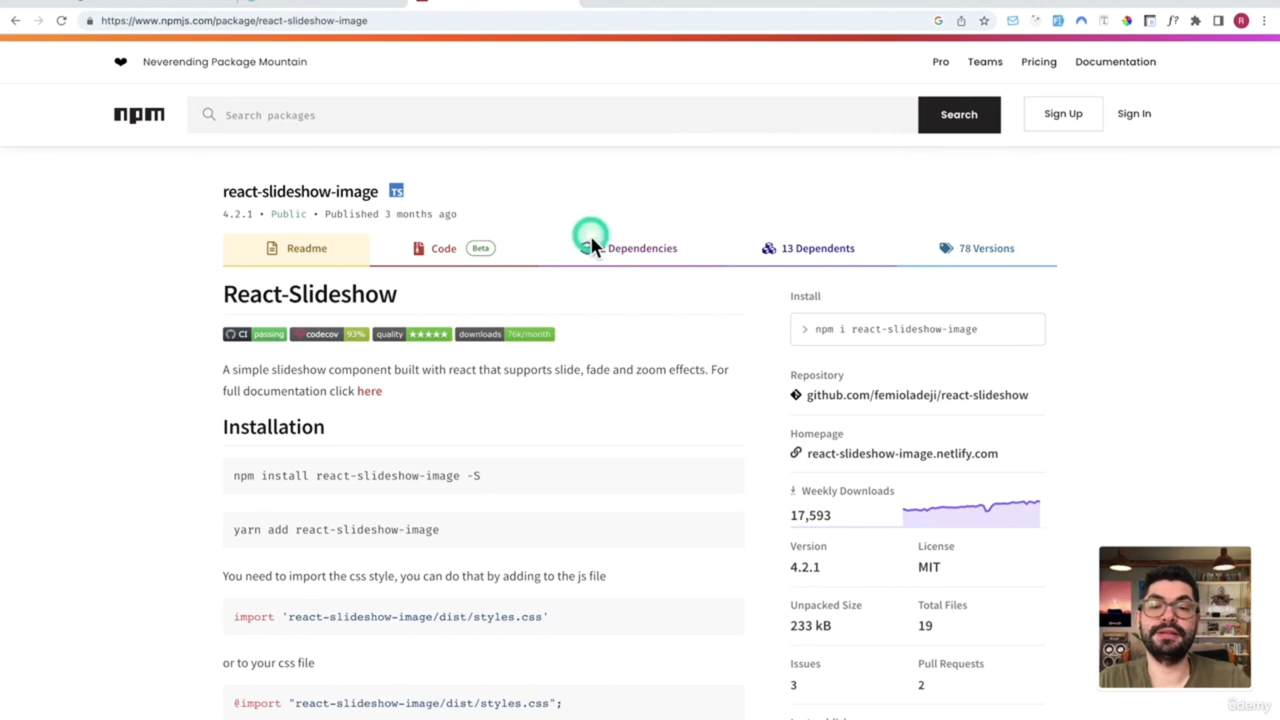 https://www.npmjs.com/package/react-slideshow-image
R
Neverending Package Mountain
Pro Teams Pricing Documentation
npm
Search packages
Search
Sign Up
Sign In
react-slideshow-image TS
4.2.1 • Public • Published 3 months ago
Readme
Code Beta
Dependencies
13 Dependents
78 Versions
React-Slideshow
CI passing codecov 93% quality ★★★★★ downloads 76k/month
A simple slideshow component built with react that supports slide, fade and zoom effects. For
full documentation click here
Installation
npm install react-slideshow-image -S
yarn add react-slideshow-image
You need to import the css style, you can do that by adding to the js file
import 'react-slideshow-image/dist/styles.css'
or to your css file
@import "react-slideshow-image/dist/styles.css";
Install
> npm i react-slideshow-image
Repository
github.com/femioladeji/react-slideshow
Homepage
react-slideshow-image.netlify.com
Weekly Downloads
17,593
Version License
4.2.1 MIT
Unpacked Size Total Files
233 kB 19
Issues Pull Requests
3 2
ûdemy